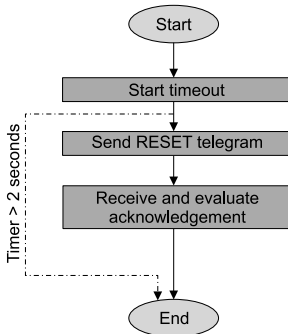 Start
Start timeout
Timer > 2 seconds
Send RESET telegram
Receive and evaluate
acknowledgement
End